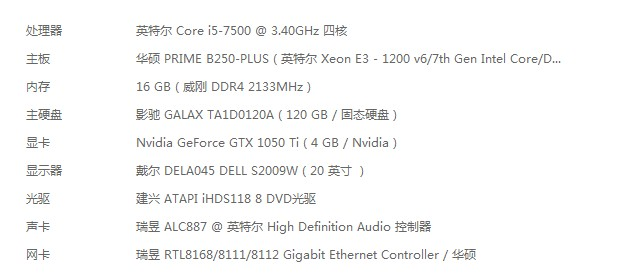 处理器 英特尔 Core i5-7500 @ 3.40GHz 四核
主板 华硕 PRIME B250-PLUS ( 英特尔 Xeon E3 - 1200 v6/7th Gen Intel Core/D...
内存 16 GB ( 威刚 DDR4 2133MHz )
主硬盘 影驰 GALAX TA1D0120A ( 120 GB / 固态硬盘 )
显卡 Nvidia GeForce GTX 1050 Ti ( 4 GB / Nvidia )
显示器 戴尔 DELA045 DELL S2009W ( 20 英寸 )
光驱 建兴 ATAPI iHDS118 8 DVD光驱
声卡 瑞昱 ALC887 @ 英特尔 High Definition Audio 控制器
网卡 瑞昱 RTL8168/8111/8112 Gigabit Ethernet Controller / 华硕